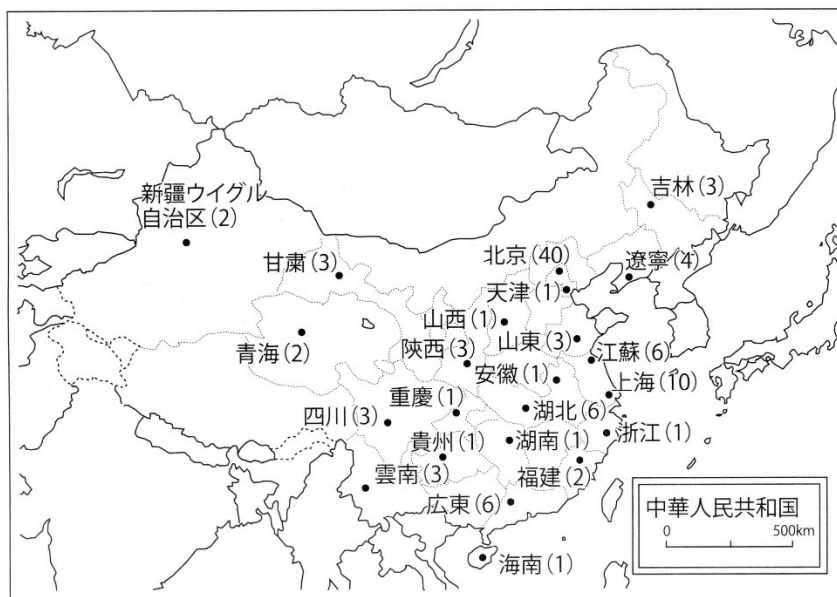 新疆ウイグル
自治区(2)
吉林(3)
北京(40)
遼寧(4)
甘粛(3)
天津(1)
山西(1)
山東(3)
青海(2)
陝西(3)
江蘇(6)
安徽(1)
上海(10)
重慶(1)
四川(3)
湖北(6)
浙江(1)
貴州(1)
湖南(1)
雲南(3)
福建(2)
広東(6)
海南(1)
中華人民共和国
0 500km